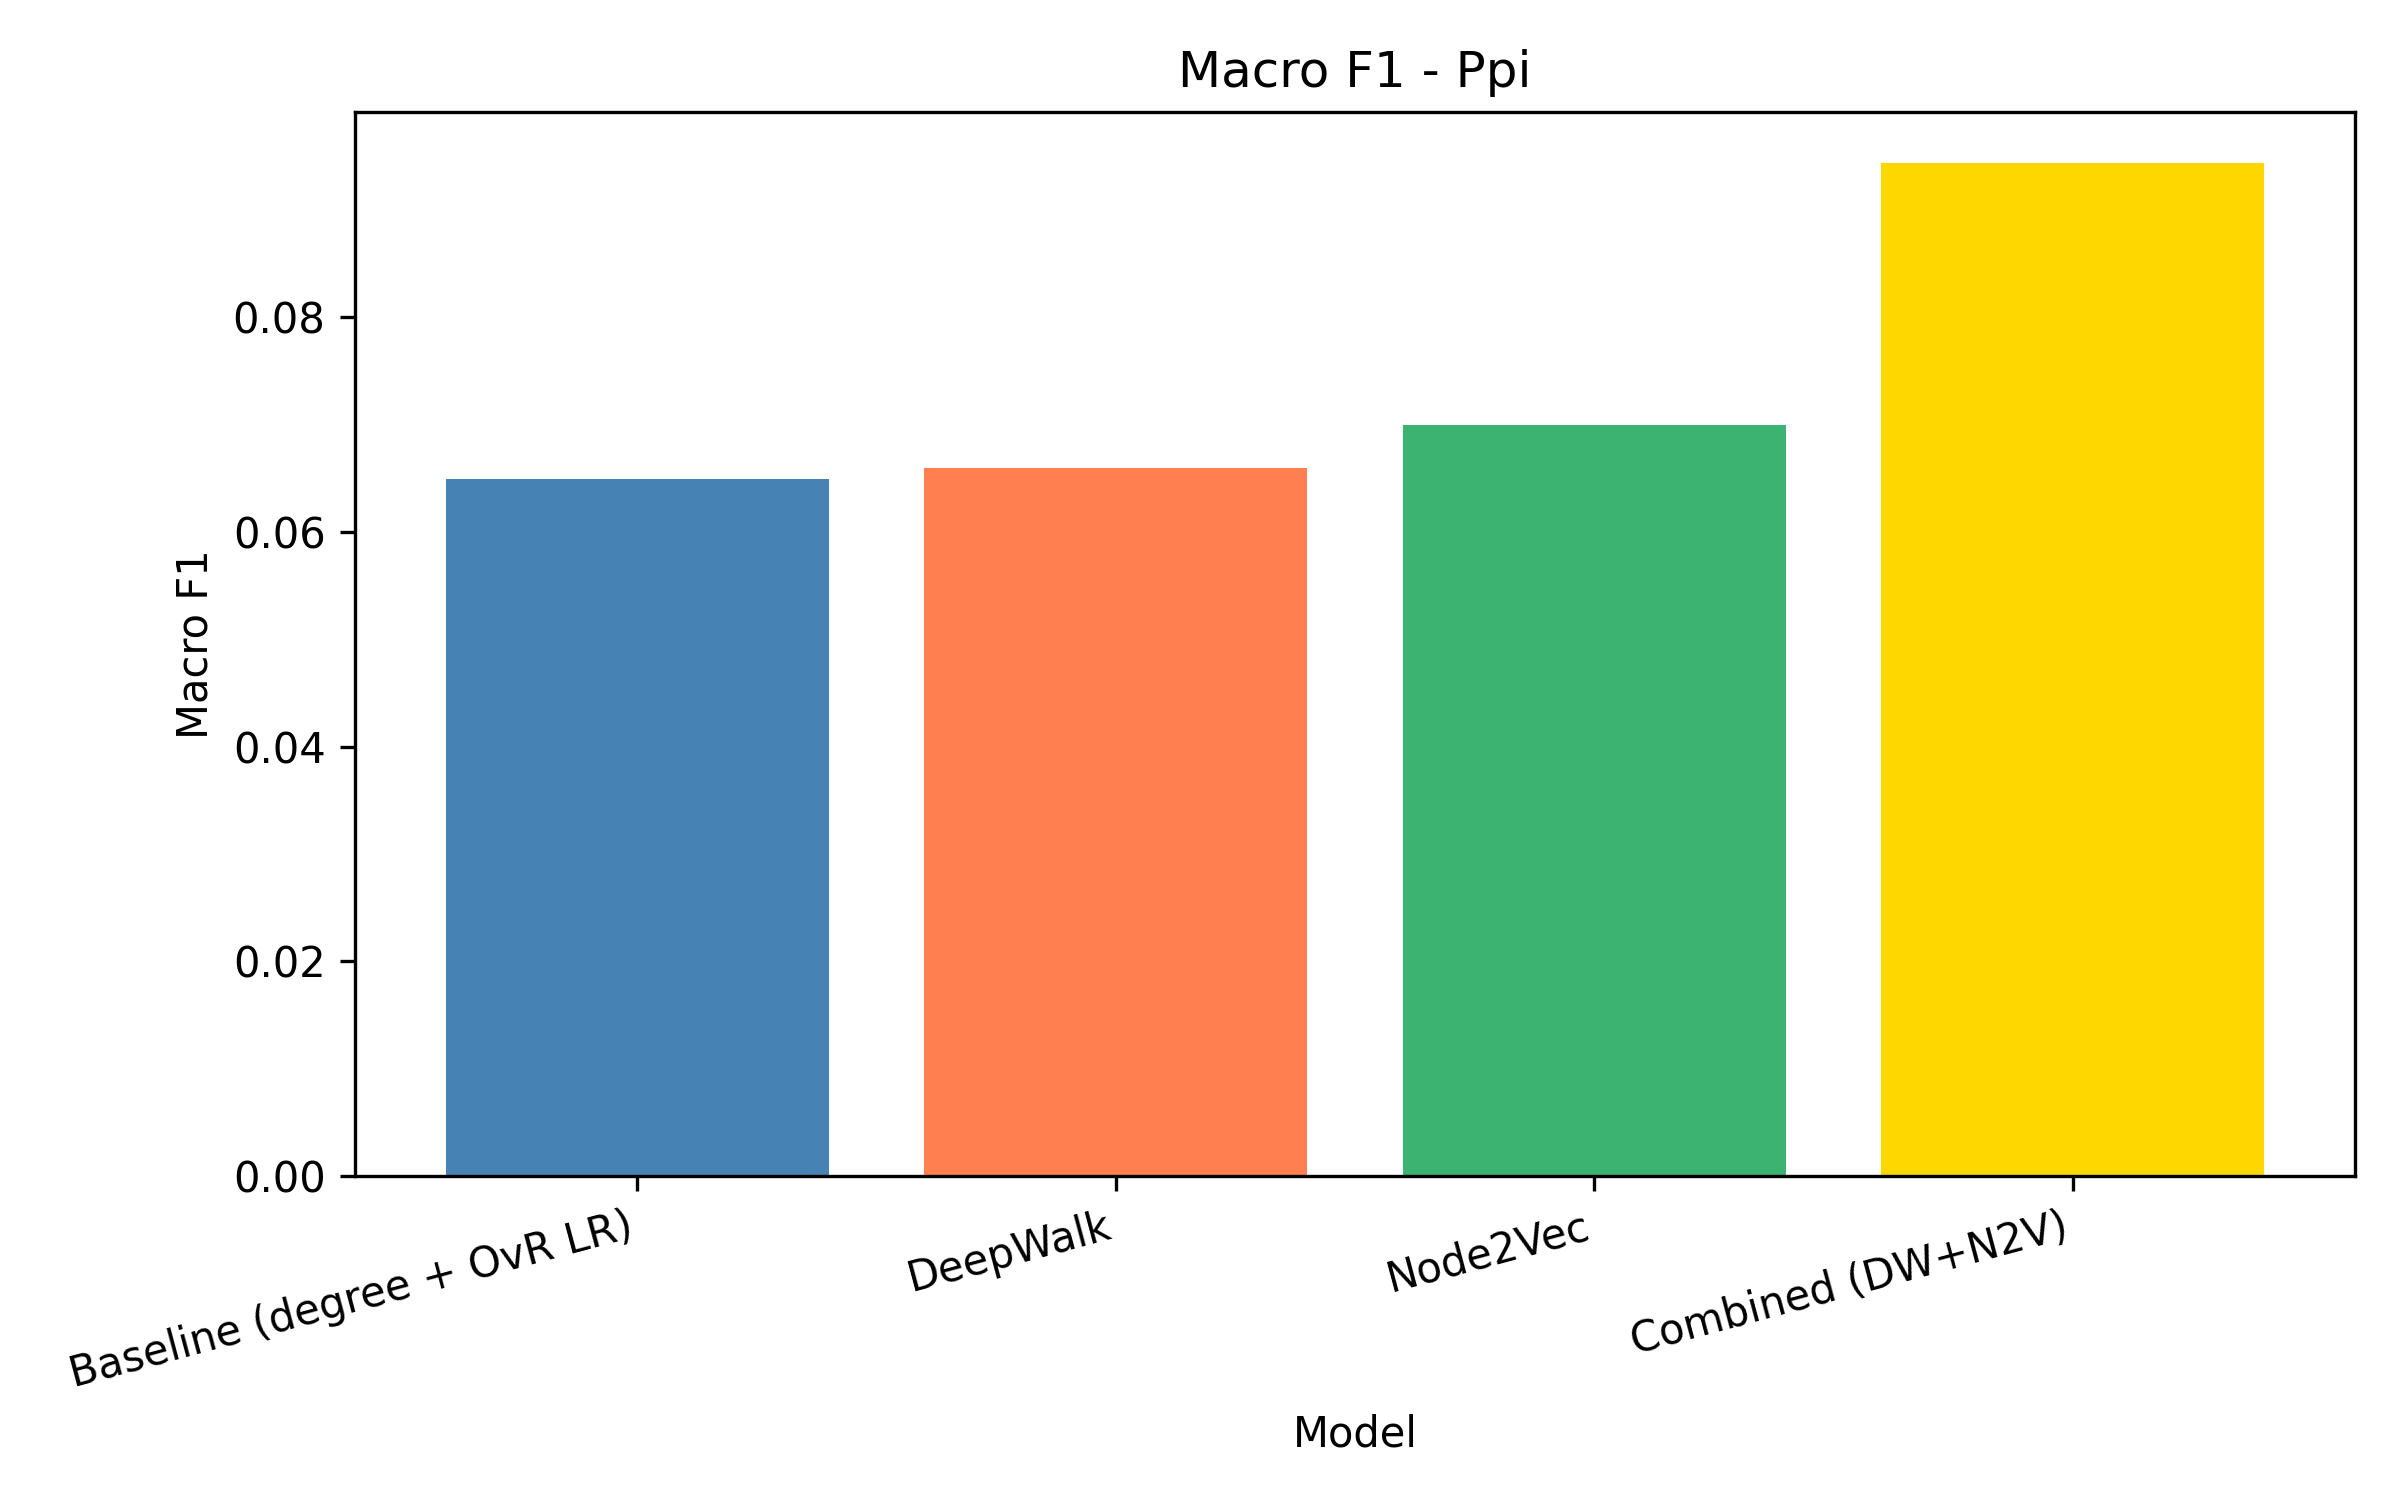 Macro F1 - Ppi
Macro F1
0.08
0.06
0.04
0.02
0.00
Baseline (degree + OvR LR)
DeepWalk
Node2Vec
Combined (DW+N2V)
Model